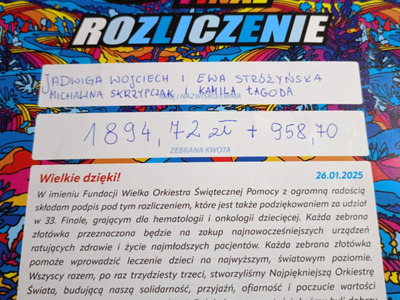 FINAŁ
ROZLICZENIE
JADWIGA WOJCIECH I EWA STRÓŻYŃSKA
MICHALINA SKRZYPCZAK I KAMILA ŁAGODA
NAZWISKO/FIRMA
1894,72 zł + 958,70
ZEBRANA KWOTA
Wielkie dzięki!
26.01.2025
W imieniu Fundacji Wielka Orkiestra Świątecznej Pomocy z ogromną radością
składam podpis pod tym rozliczeniem, które jest także podziękowaniem za udział
w 33. Finale, grającym dla hematologii i onkologii dziecięcej. Każda zebrana
złotówka przeznaczona będzie na zakup najnowocześniejszych urządzeń
ratujących zdrowie i życie najmłodszych pacjentów. Każda zebrana złotówka
pomoże wprowadzić leczenie dzieci na najwyższym, światowym poziomie.
Wszyscy razem, po raz trzydziesty trzeci, stworzyliśmy Najpiękniejszą Orkiestrę
Świata, budującą naszą solidarność, przyjaźń, ofiarność i poczucie wartości